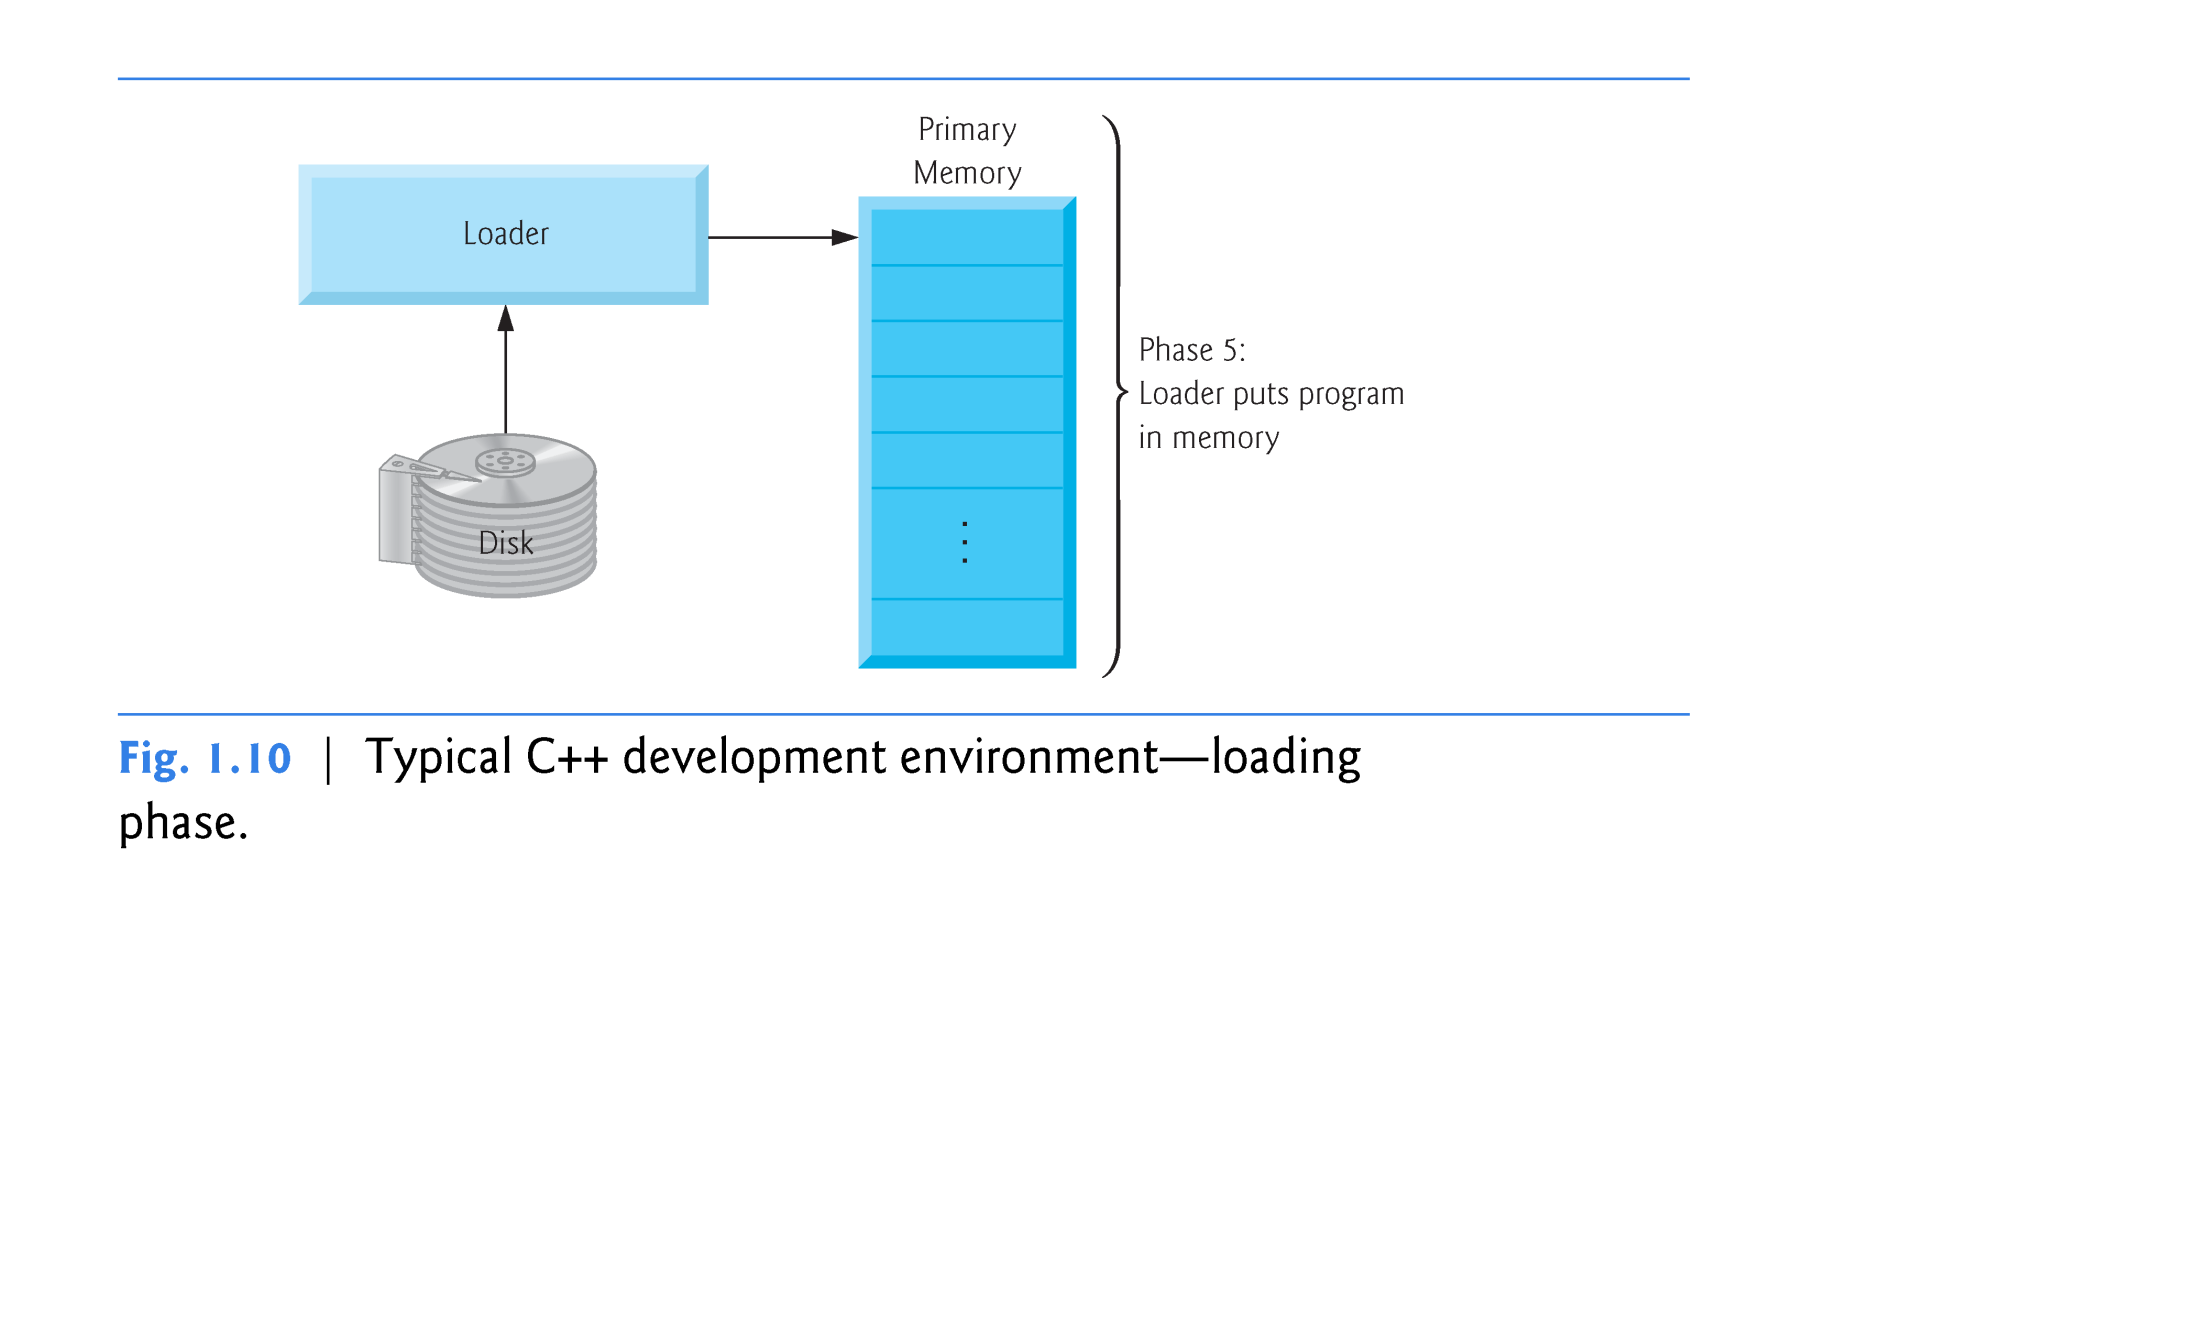 Primary
Memory
Loader
Phase 5:
Loader puts program
in memory
Disk
Fig. 1.10 | Typical C++ development environment—loading
phase.